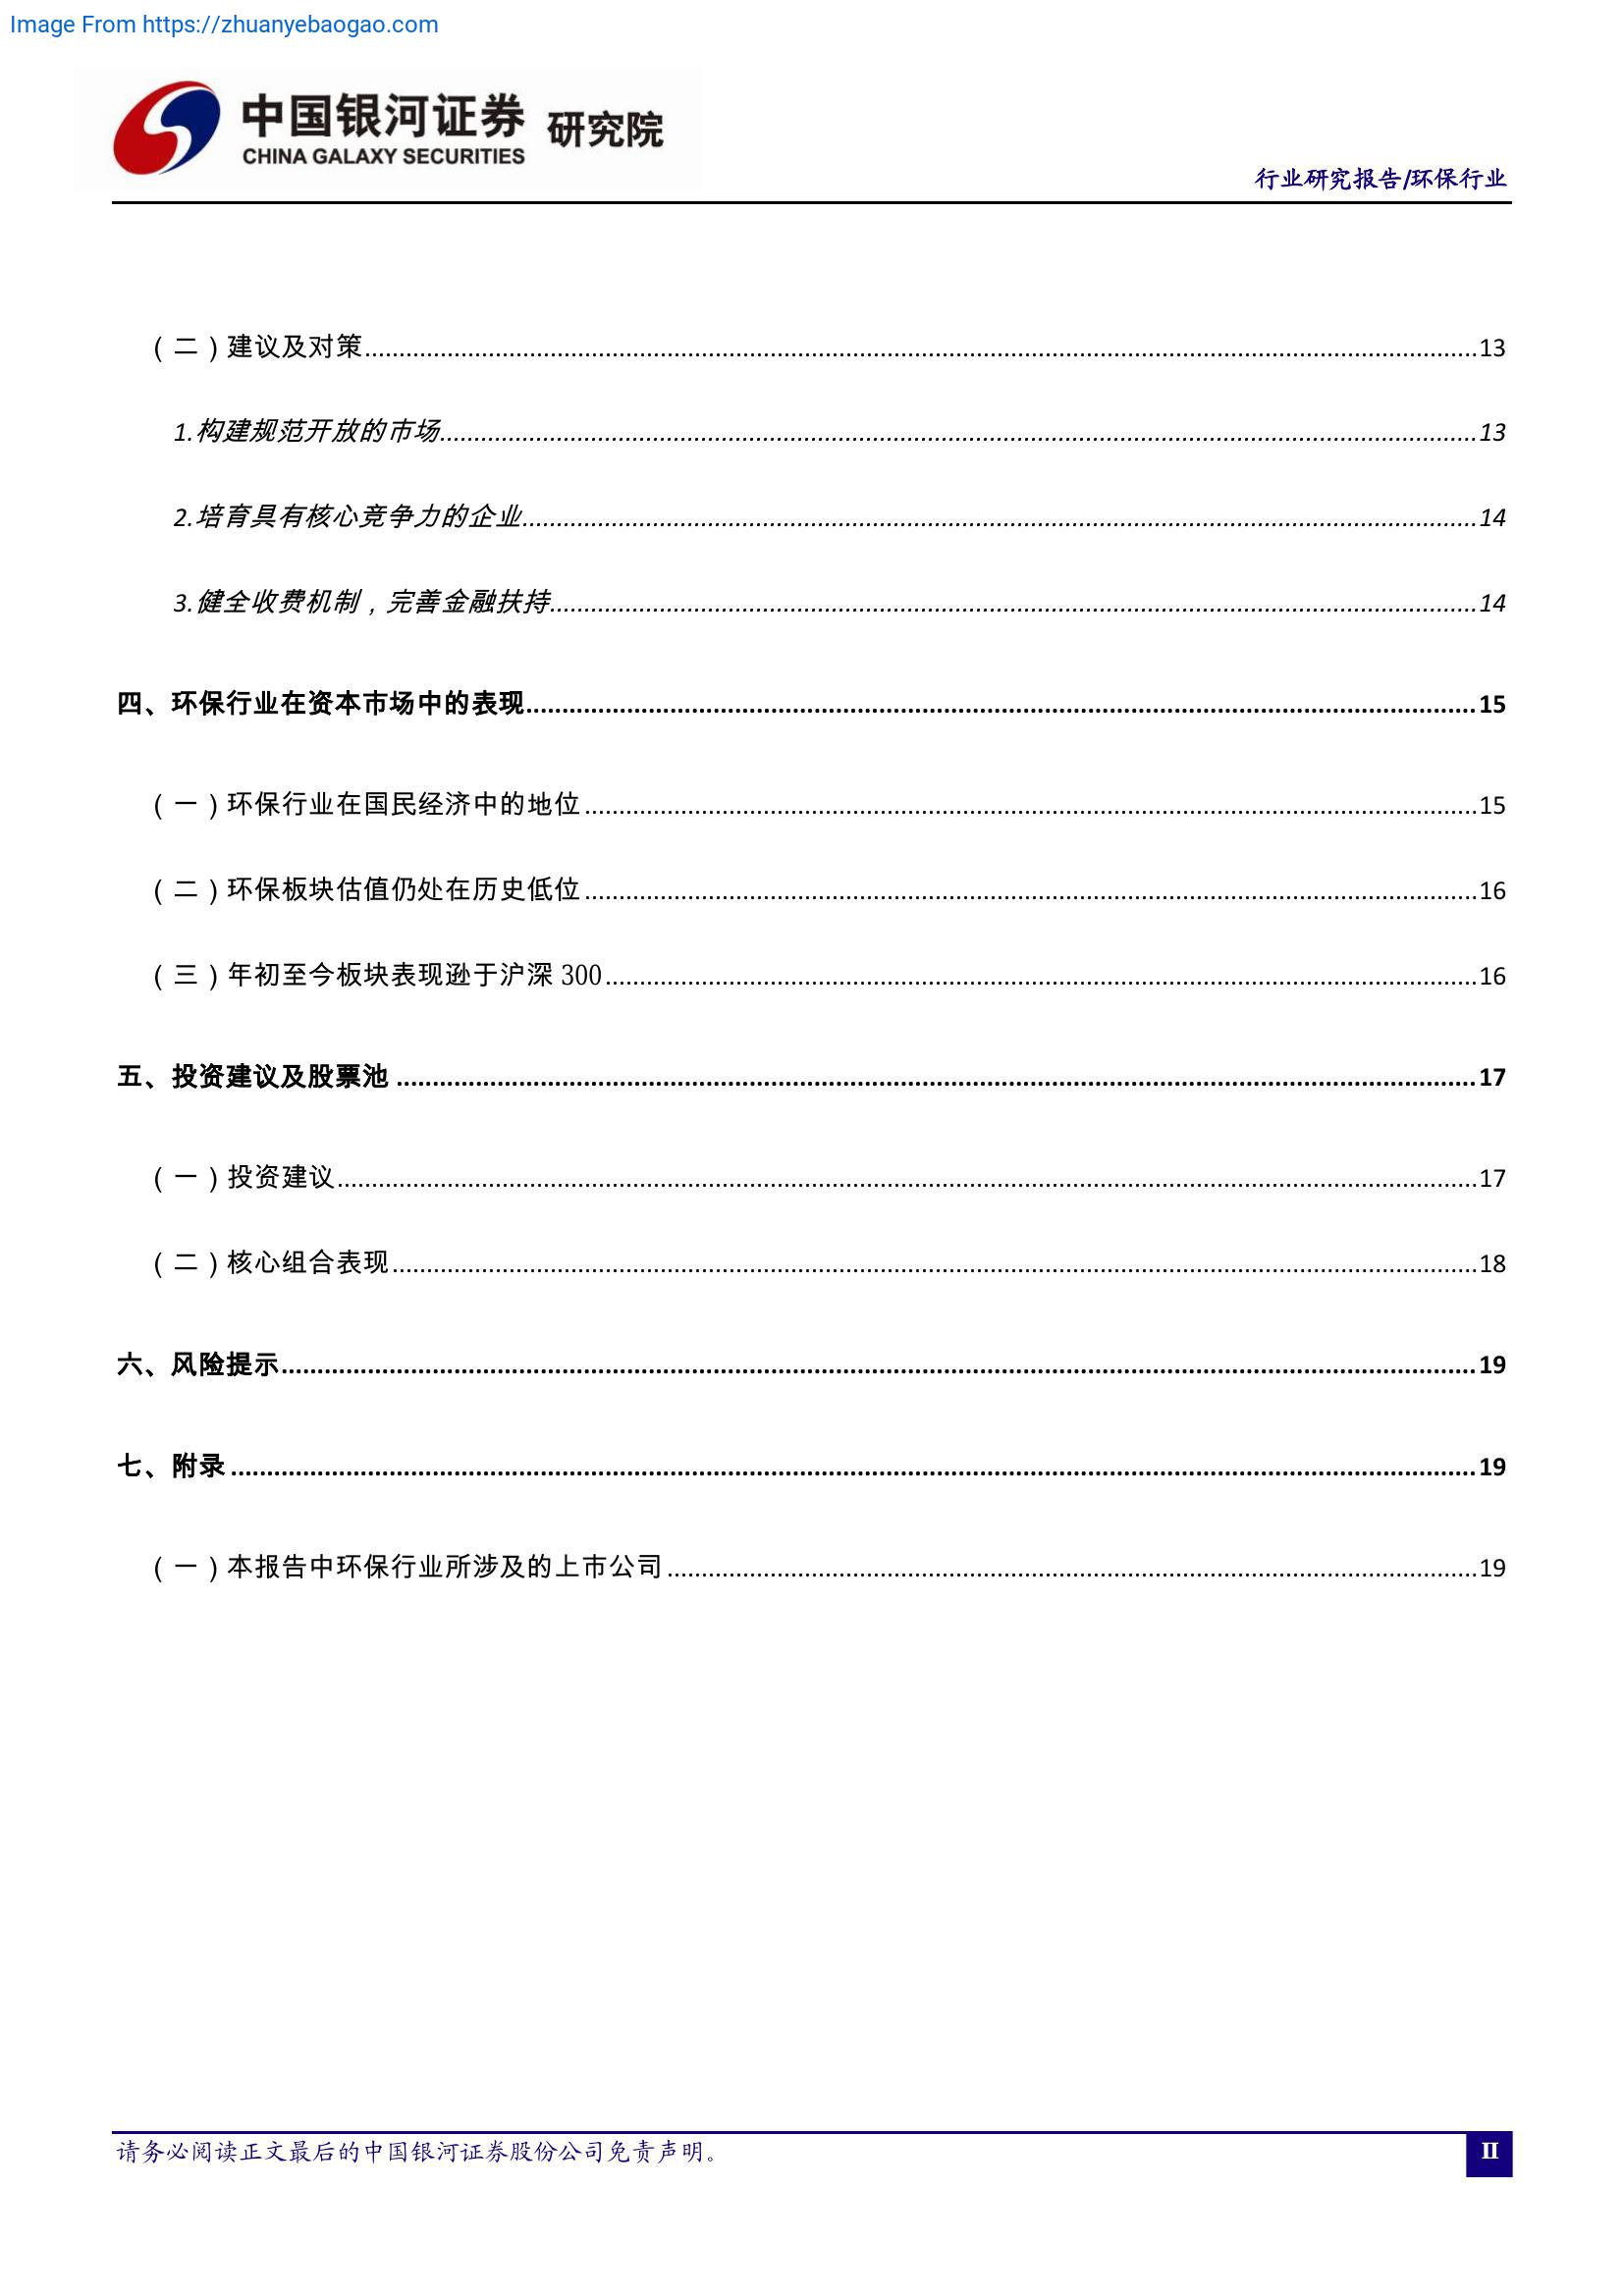 Image From https://zhuanyebaogao.com
中国银河证券 研究院
CHINA GALAXY SECURITIES
行业研究报告/环保行业
(二)建议及对策........13
1.构建规范开放的市场........13
2.培育具有核心竞争力的企业........14
3.健全收费机制，完善金融扶持........14
四、环保行业在资本市场中的表现........15
(一)环保行业在国民经济中的地位........15
(二)环保板块估值仍处在历史低位........16
(三)年初至今板块表现逊于沪深 300........16
五、投资建议及股票池........17
(一)投资建议........17
(二)核心组合表现........18
六、风险提示........19
七、附录........19
(一)本报告中环保行业所涉及的上市公司........19
请务必阅读正文最后的中国银河证券股份公司免责声明。
II